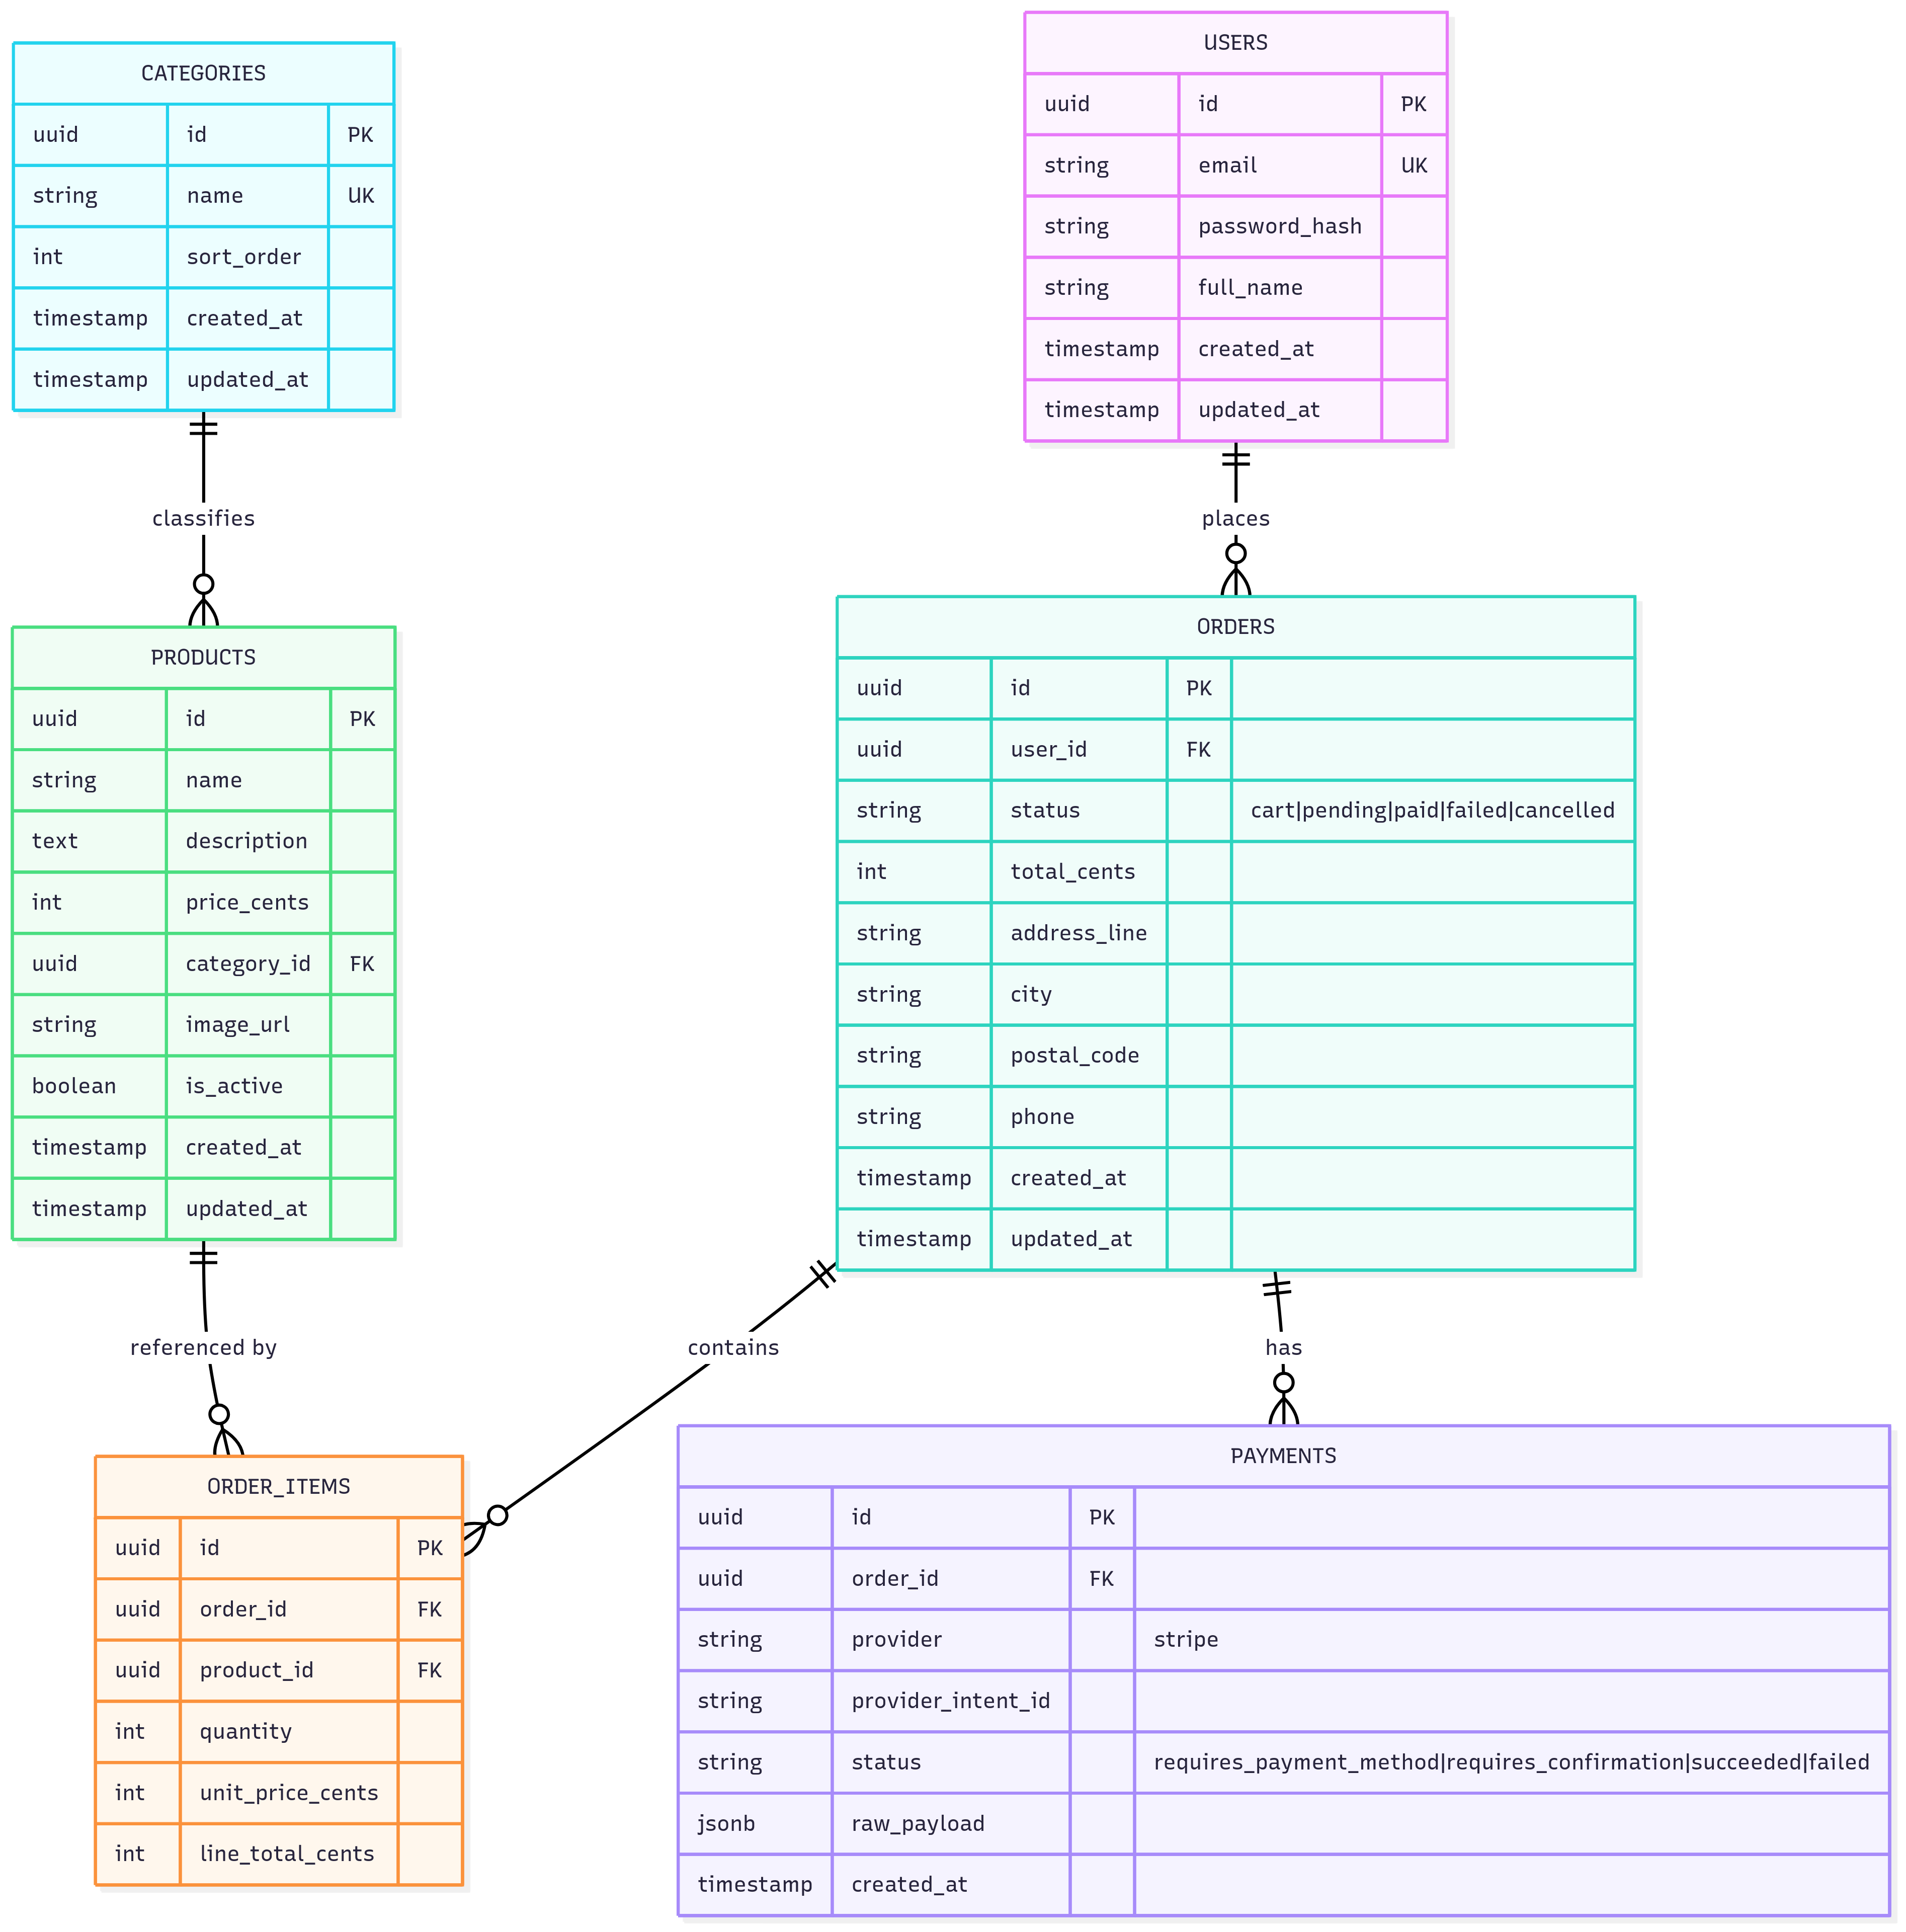 CATEGORIES
uuid id PK
string name UK
int sort_order
timestamp created_at
timestamp updated_at
USERS
uuid id PK
string email UK
string password_hash
string full_name
timestamp created_at
timestamp updated_at
classifies
places
PRODUCTS
uuid id PK
string name
text description
int price_cents
uuid category_id FK
string image_url
boolean is_active
timestamp created_at
timestamp updated_at
ORDERS
uuid id PK
uuid user_id FK
string status cart|pending|paid|failed|cancelled
int total_cents
string address_line
string city
string postal_code
string phone
timestamp created_at
timestamp updated_at
referenced by
contains
has
ORDER_ITEMS
uuid id PK
uuid order_id FK
uuid product_id FK
int quantity
int unit_price_cents
int line_total_cents
PAYMENTS
uuid id PK
uuid order_id FK
string provider stripe
string provider_intent_id
string status requires_payment_method|requires_confirmation|succeeded|failed
jsonb raw_payload
timestamp created_at